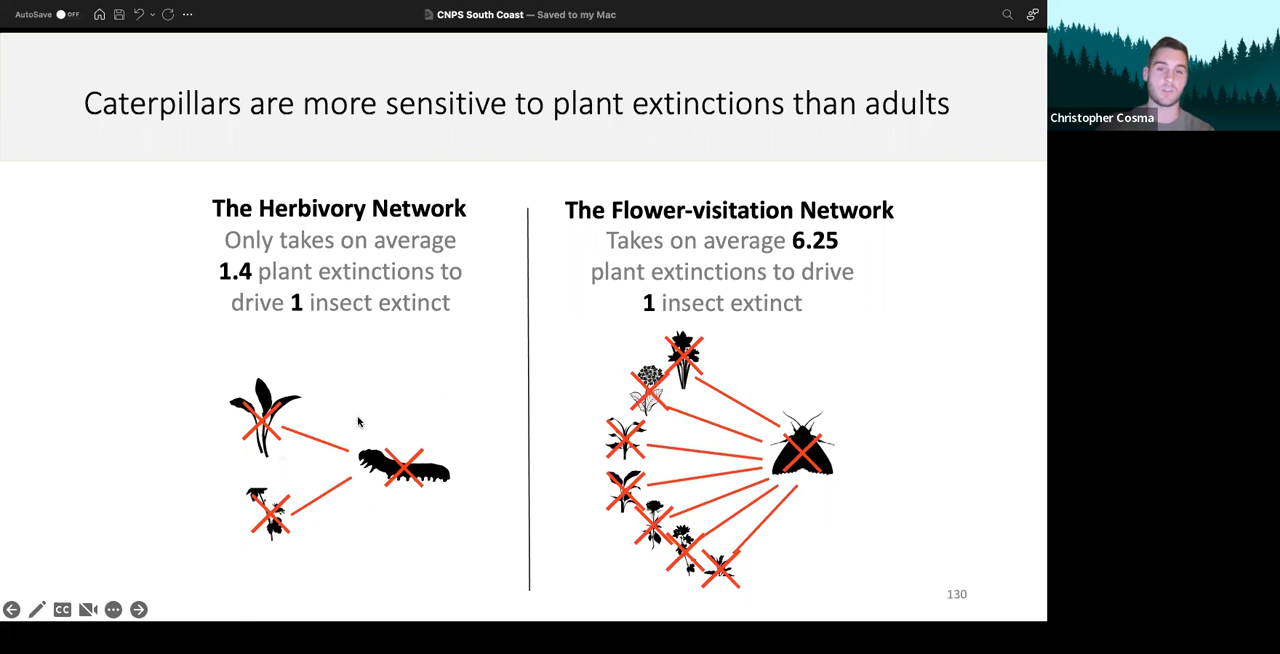 AutoSave OFF
CNPS South Coast — Saved to my Mac
Christopher Cosma
Caterpillars are more sensitive to plant extinctions than adults
The Herbivory Network
Only takes on average
1.4 plant extinctions to
drive 1 insect extinct
The Flower-visitation Network
Takes on average 6.25
plant extinctions to drive
1 insect extinct
130
CC